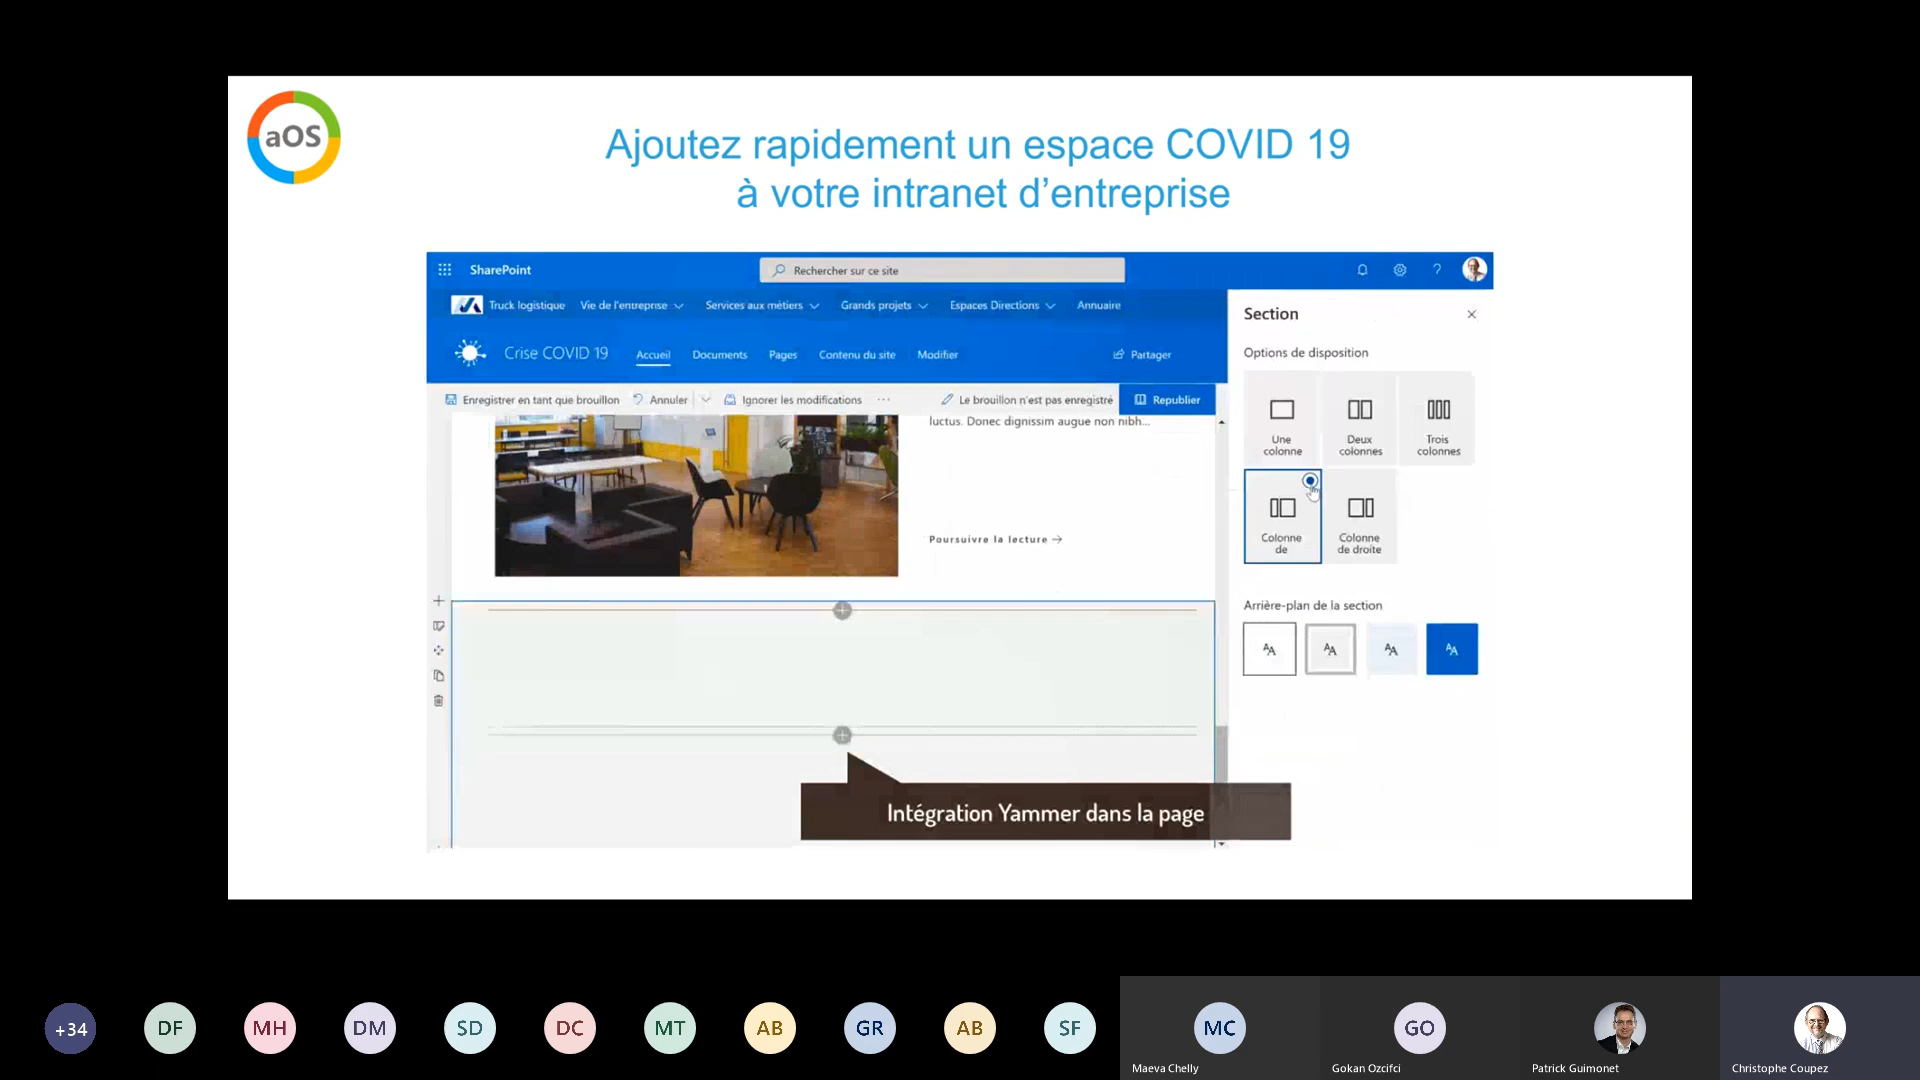 aOS
Ajoutez rapidement un espace COVID 19
à votre intranet d'entreprise
SharePoint
Rechercher sur ce site
?
Truck logistique
Vie de l'entreprise
Services aux métiers
Grands projets
Espaces Directions
Annuaire
Crise COVID 19
Accueil
Documents
Pages
Contenu du site
Modifier
Partager
Enregistrer en tant que brouillon
Annuler
Ignorer les modifications
...
Le brouillon n'est pas enregistré
Republier
luctus. Donec dignissim augue non nibh...
Poursuivre la lecture →
Section
Options de disposition
Une
colonne
Deux
colonnes
Trois
colonnes
Colonne
de
Colonne
de droite
Arrière-plan de la section
AA
AA
AA
AA
Intégration Yammer dans la page
+34
DF
MH
DM
SD
DC
MT
AB
GR
AB
SF
MC
GO
Maeva Chelly
Gokan Ozcifci
Patrick Guimonet
Christophe Coupez